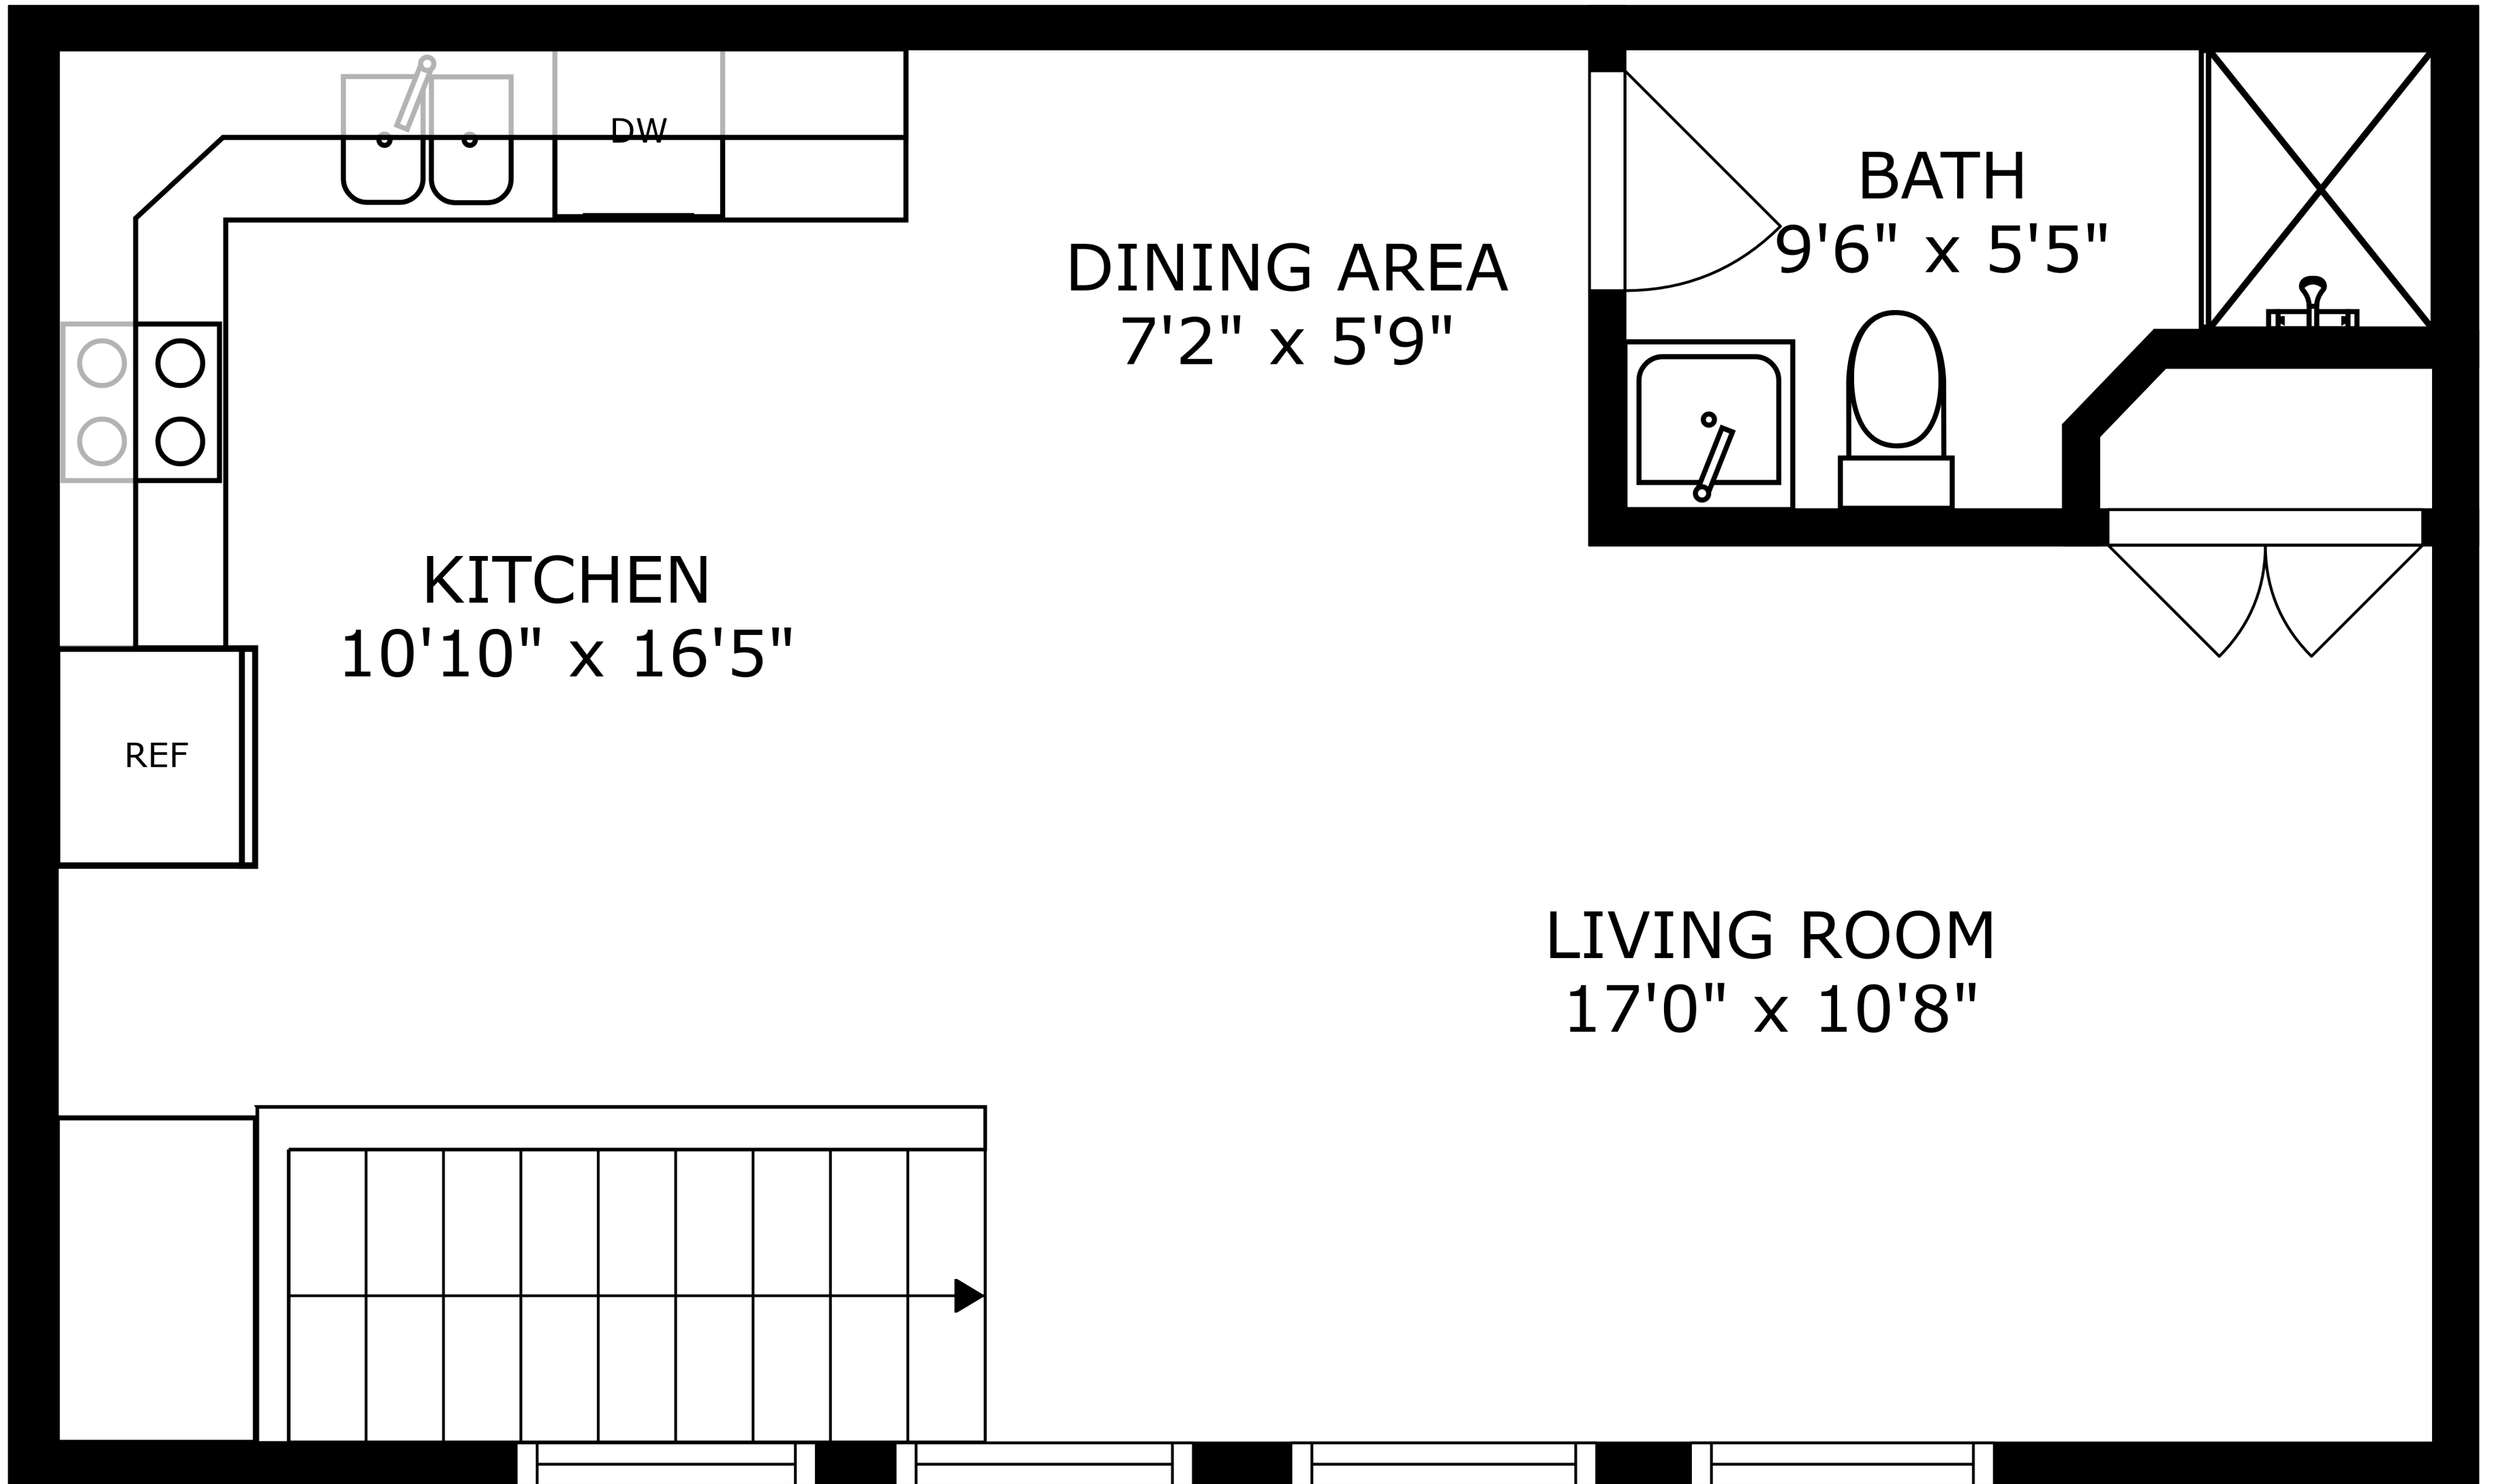 DW
BATH
9'6" x 5'5"
DINING AREA
7'2" x 5'9"
KITCHEN
10'10" x 16'5"
REF
LIVING ROOM
17'0" x 10'8"